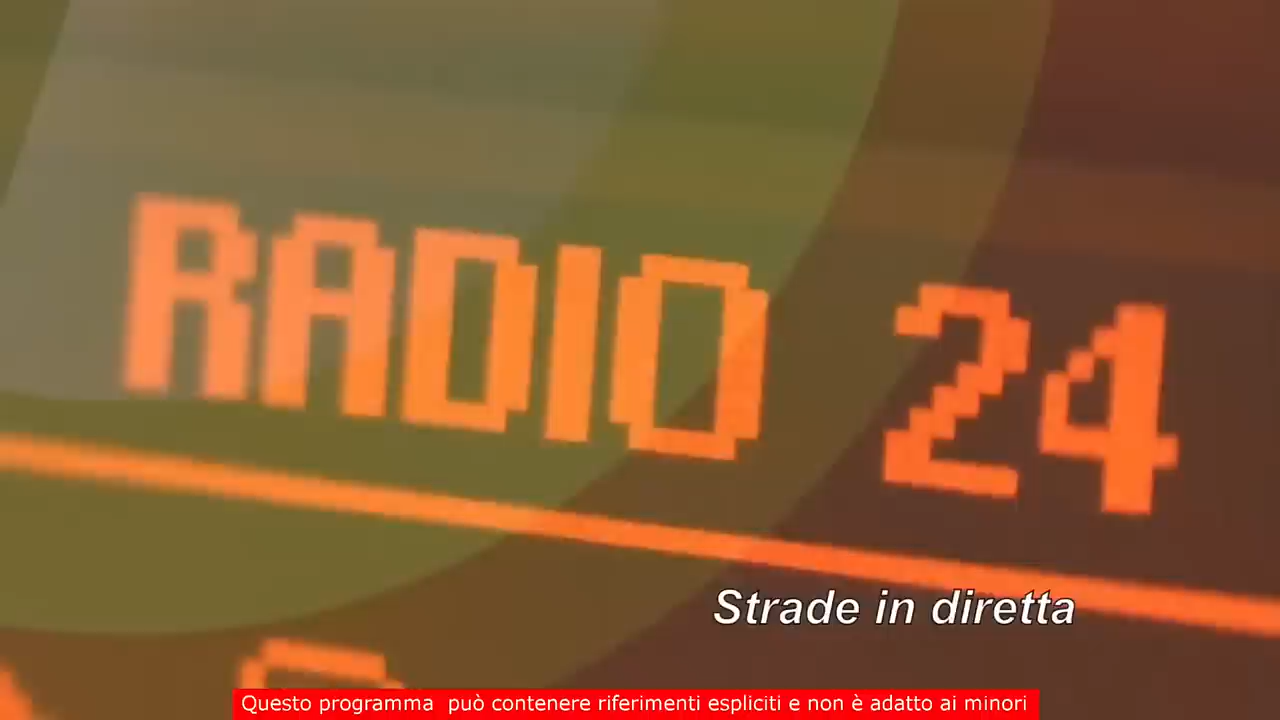 RADIO 24
Strade in diretta
Questo programma  può contenere riferimenti espliciti e non è adatto ai minori